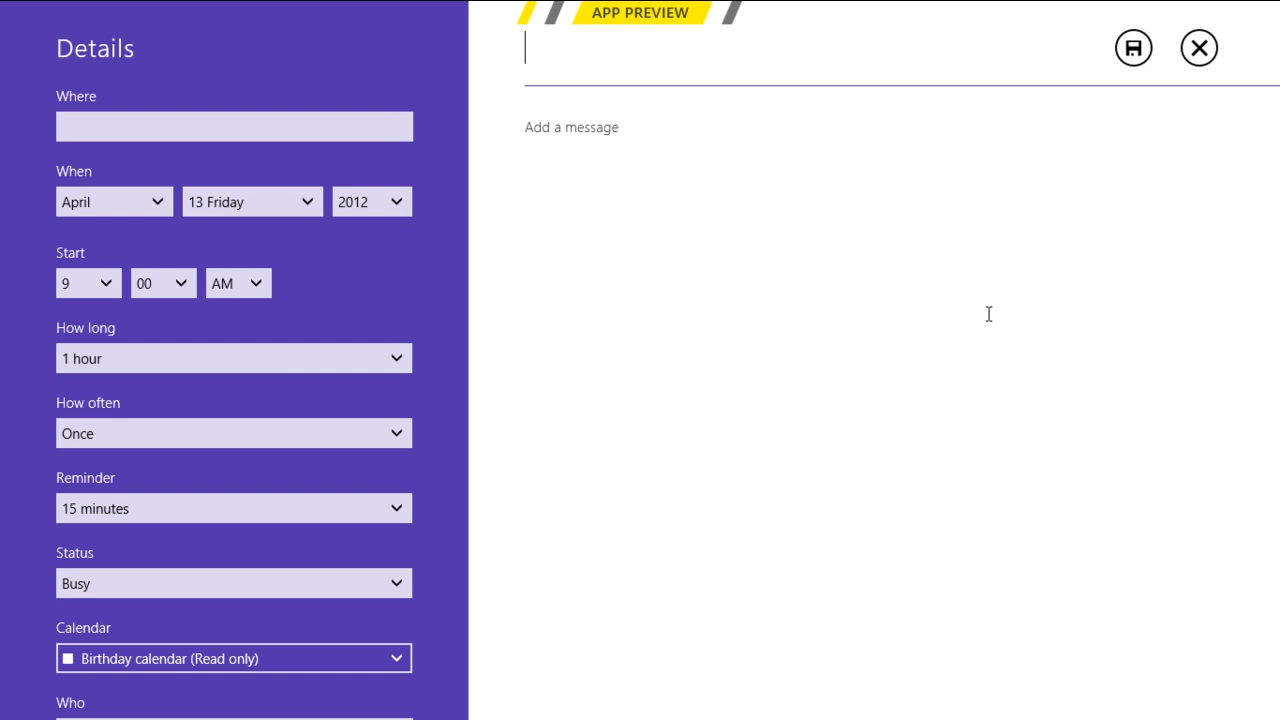 APP PREVIEW
Details
Where
When
April 13 Friday 2012
Start
9 00 AM
How long
1 hour
How often
Once
Reminder
15 minutes
Status
Busy
Calendar
Birthday calendar (Read only)
Who
Add a message